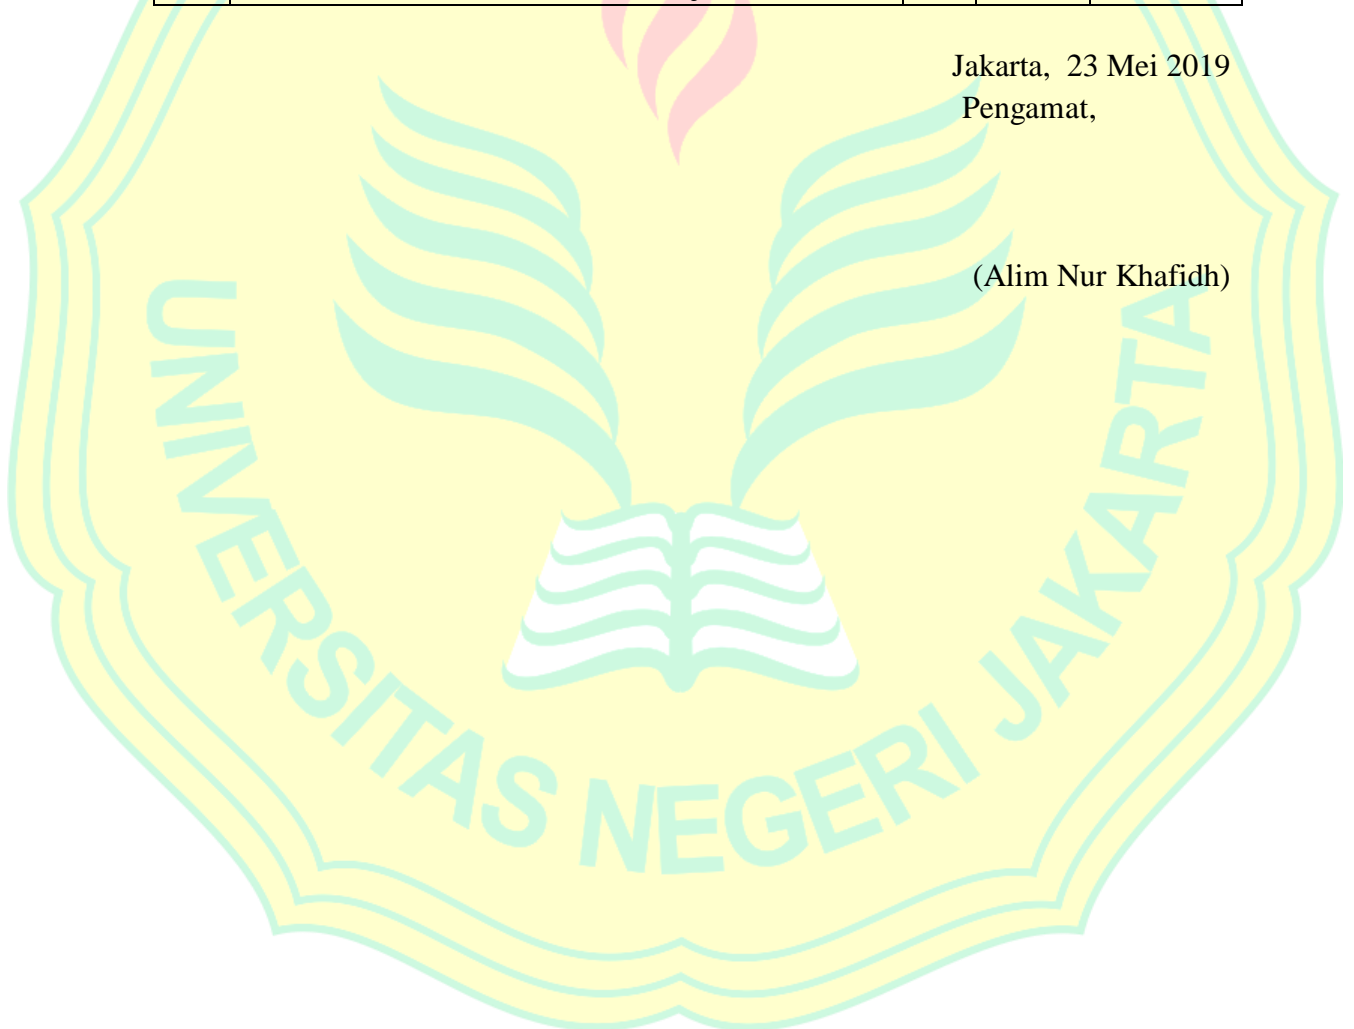 Jakarta, 23 Mei 2019
Pengamat,
(Alim Nur Khafidh)
UNIVERSITAS NEGERI JAKARTA